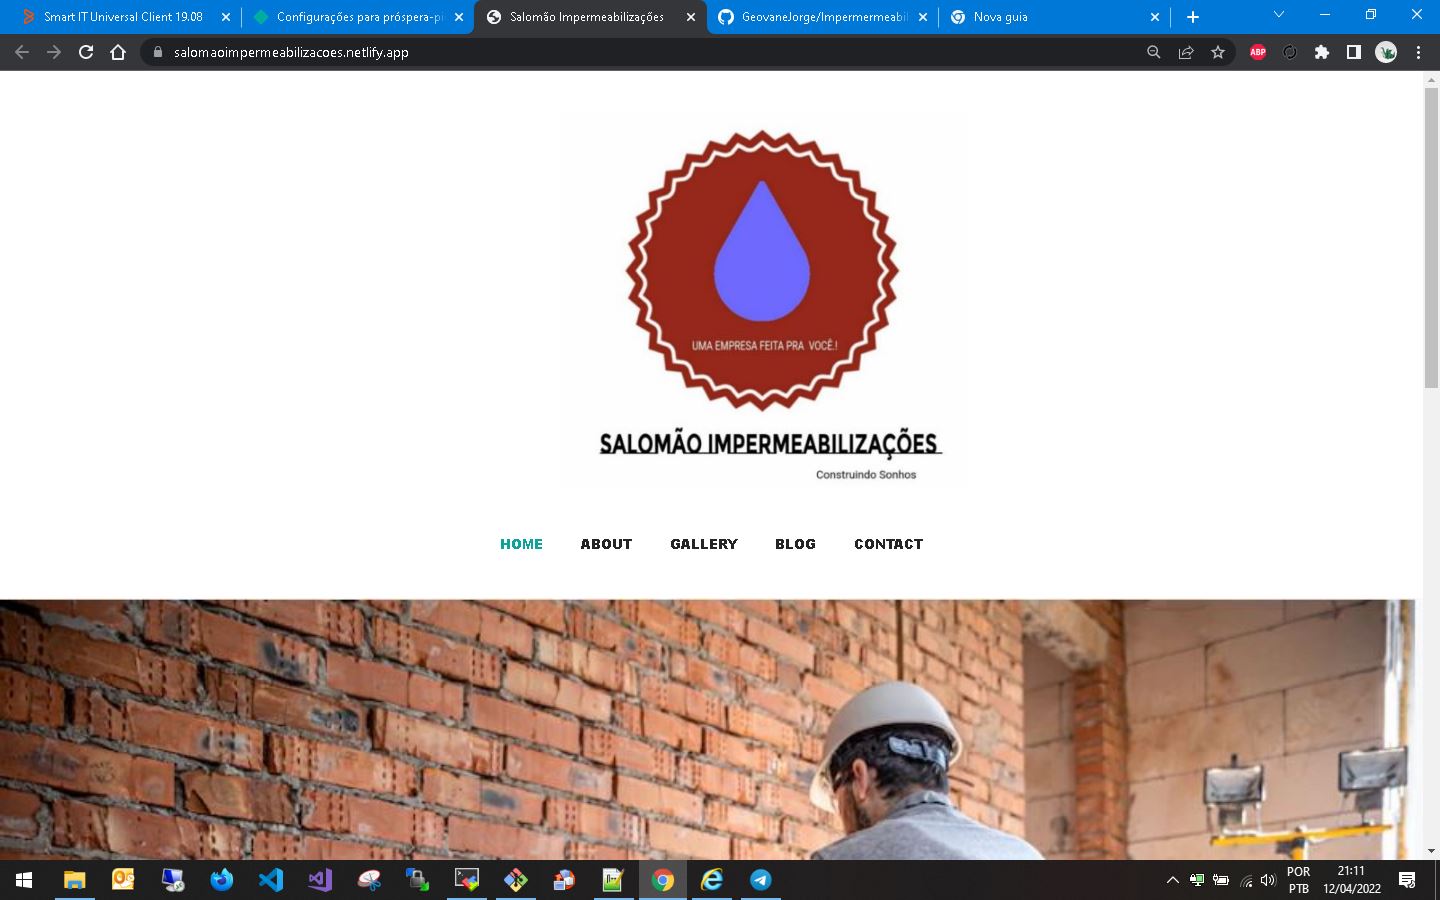 Smart IT Universal Client 19.08
Configurações para próspera-pi
Salomão Impermeabilizações
GeovaneJorge/Impermermeabil
Nova guia
salomaoimpermeabilizacoes.netlify.app
ABP
UMA EMPRESA FEITA PRA VOCÊ.!
SALOMÃO IMPERMEABILIZAÇÕES
Construindo Sonhos
HOME
ABOUT
GALLERY
BLOG
CONTACT
POR
PTB
21:11
12/04/2022